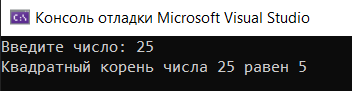 C:\
Консоль отладки Microsoft Visual Studio
Введите число: 25
Квадратный корень числа 25 равен 5